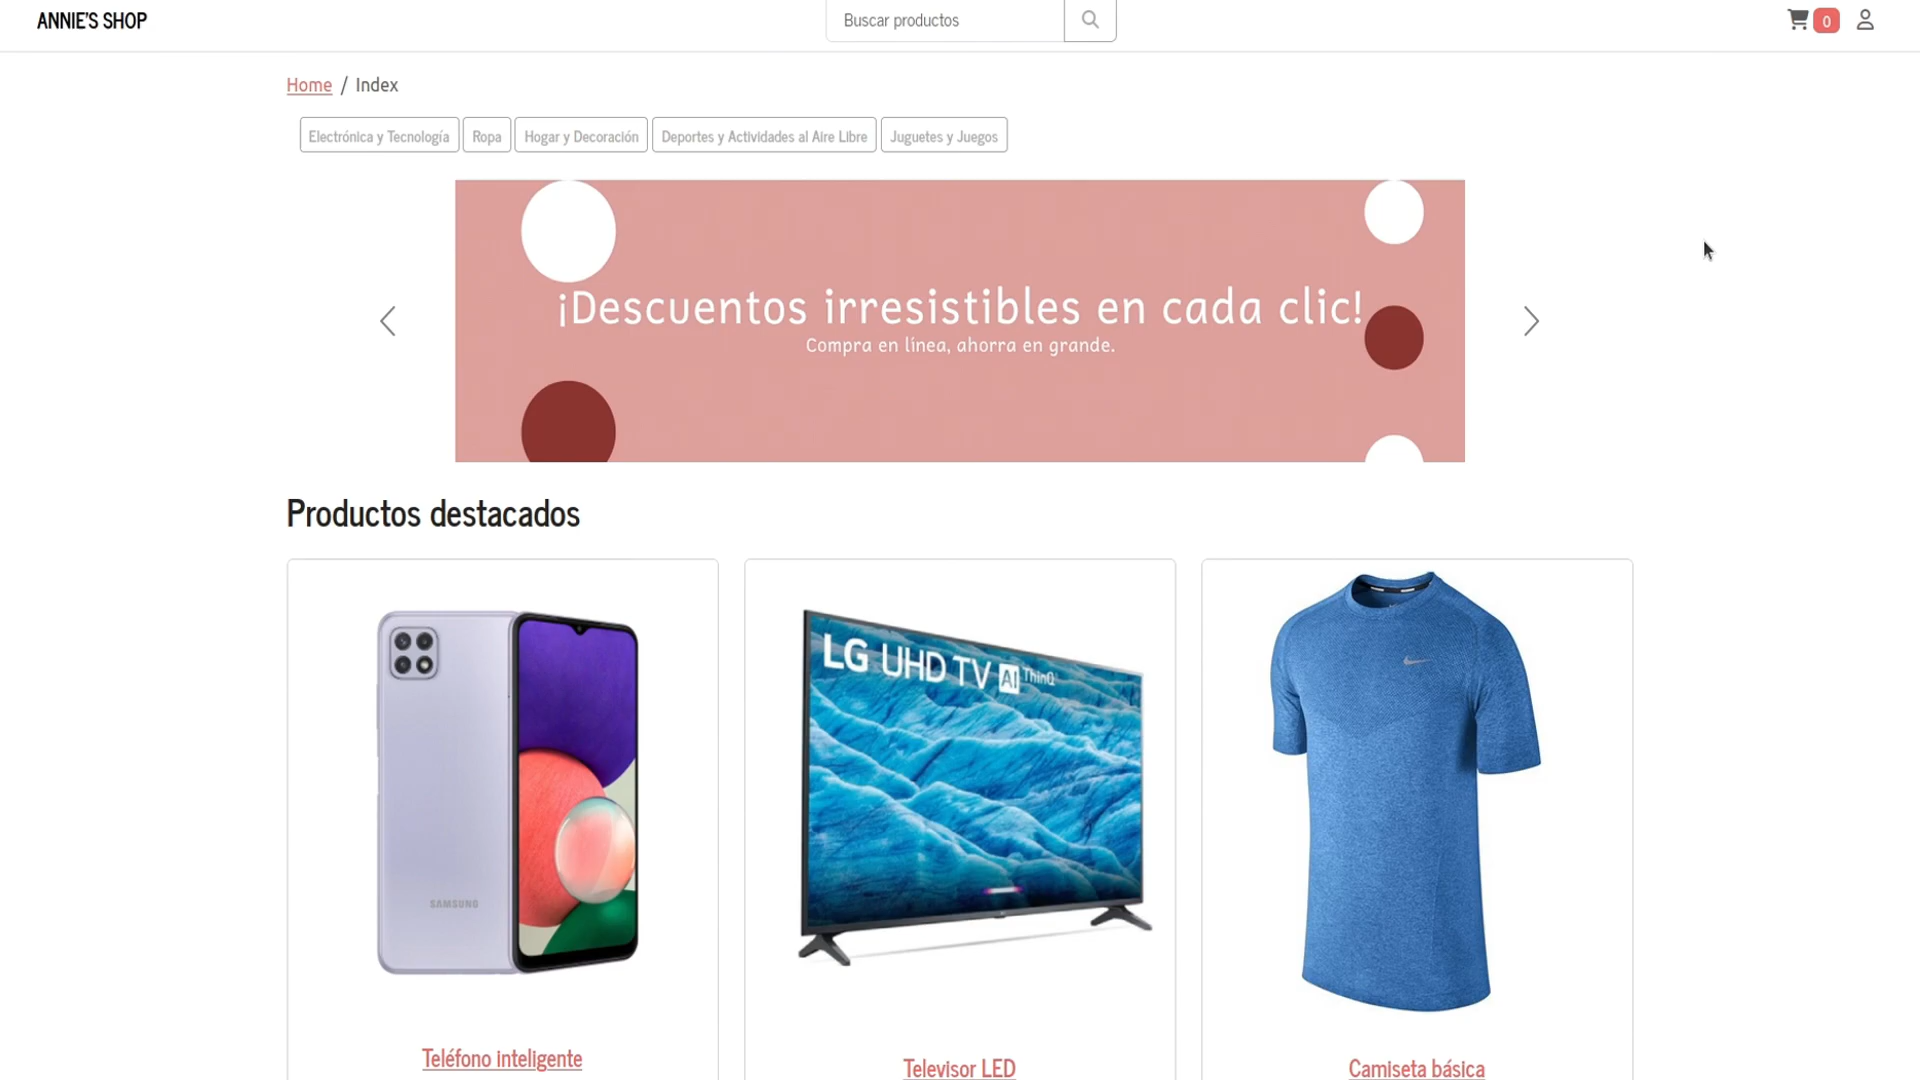 ANNIE'S SHOP
Buscar productos
0
Home / Index
Electrónica y Tecnología
Ropa
Hogar y Decoración
Deportes y Actividades al Aire Libre
Juguetes y Juegos
¡Descuentos irresistibles en cada clic!
Compra en línea, ahorra en grande.
Productos destacados
SAMSUNG
LG UHD TV AI ThinQ
Teléfono inteligente
Televisor LED
Camiseta básica